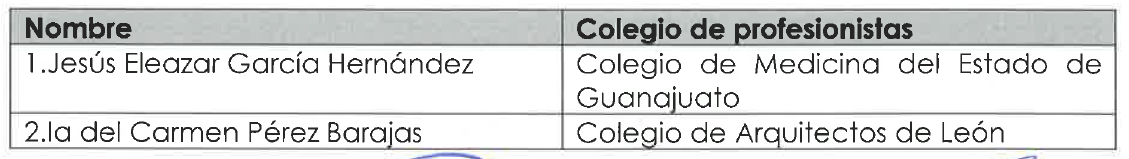 Nombre Colegio de profesionistas
1.Jesús Eleazar García Hernández Colegio de Medicina del Estado de
Guanajuato
2.Ia del Carmen Pérez Barajas Colegio de Arquitectos de León